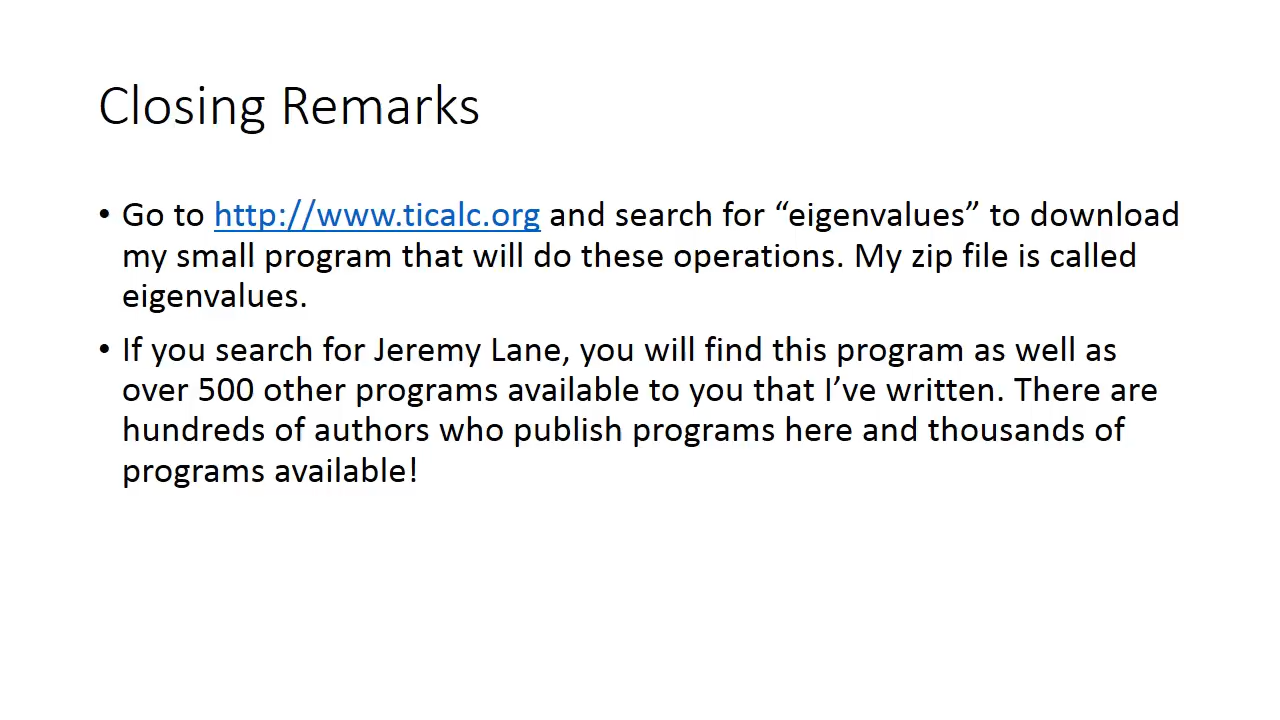 Closing Remarks
• Go to http://www.ticalc.org and search for “eigenvalues” to download
my small program that will do these operations. My zip file is called
eigenvalues.
• If you search for Jeremy Lane, you will find this program as well as
over 500 other programs available to you that I’ve written. There are
hundreds of authors who publish programs here and thousands of
programs available!